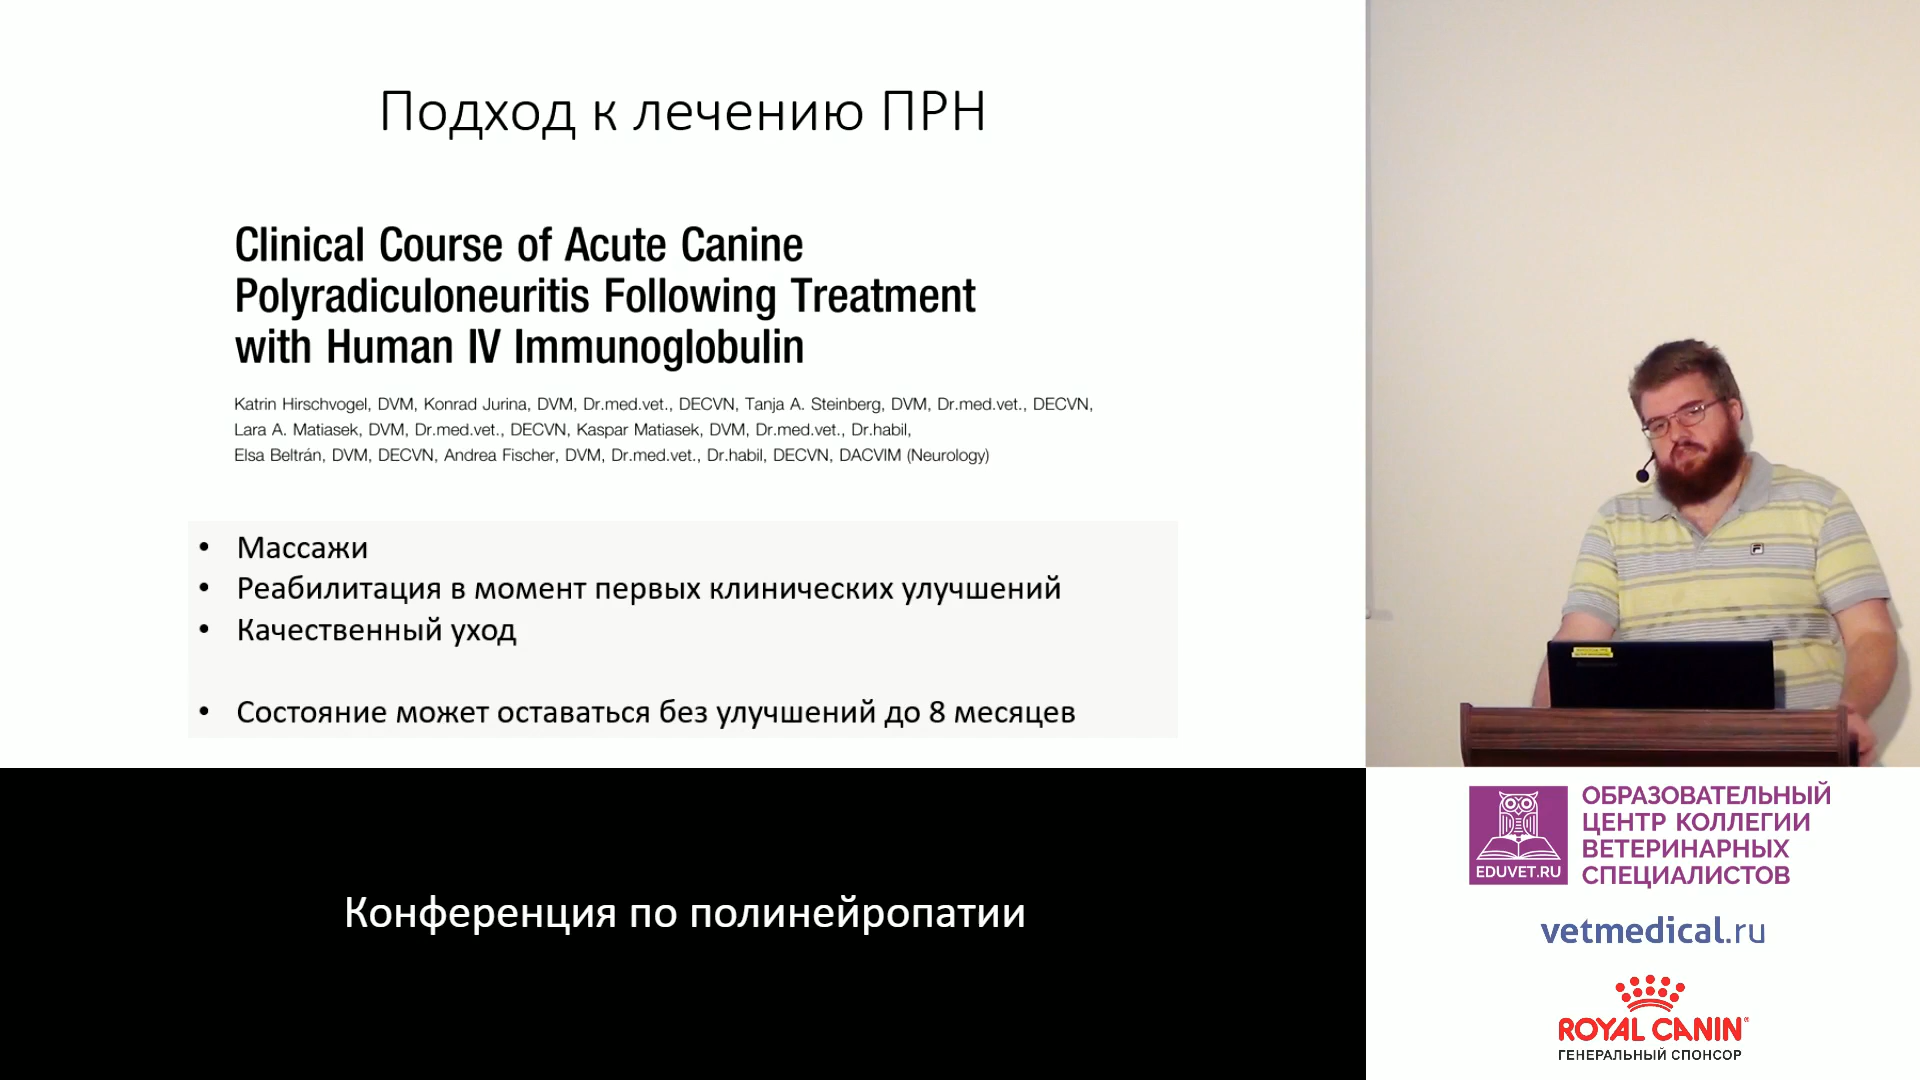 Подход к лечению ПРН
Clinical Course of Acute Canine
Polyradiculoneuritis Following Treatment
with Human IV Immunoglobulin
Katrin Hirschvogel, DVM, Konrad Jurina, DVM, Dr.med.vet., DECVN, Tanja A. Steinberg, DVM, Dr.med.vet., DECVN,
Lara A. Matiasek, DVM, Dr.med.vet., DECVN, Kaspar Matiasek, DVM, Dr.med.vet., Dr.habil,
Elsa Beltrán, DVM, DECVN, Andrea Fischer, DVM, Dr.med.vet., Dr.habil, DECVN, DACVIM (Neurology)
• Массажи
• Реабилитация в момент первых клинических улучшений
• Качественный уход
• Состояние может оставаться без улучшений до 8 месяцев
Конференция по полинейропатии
ОБРАЗОВАТЕЛЬНЫЙ
ЦЕНТР КОЛЛЕГИИ
ВЕТЕРИНАРНЫХ
СПЕЦИАЛИСТОВ
EDUVET.RU
vetmedical.ru
ROYAL CANIN®
ГЕНЕРАЛЬНЫЙ СПОНСОР